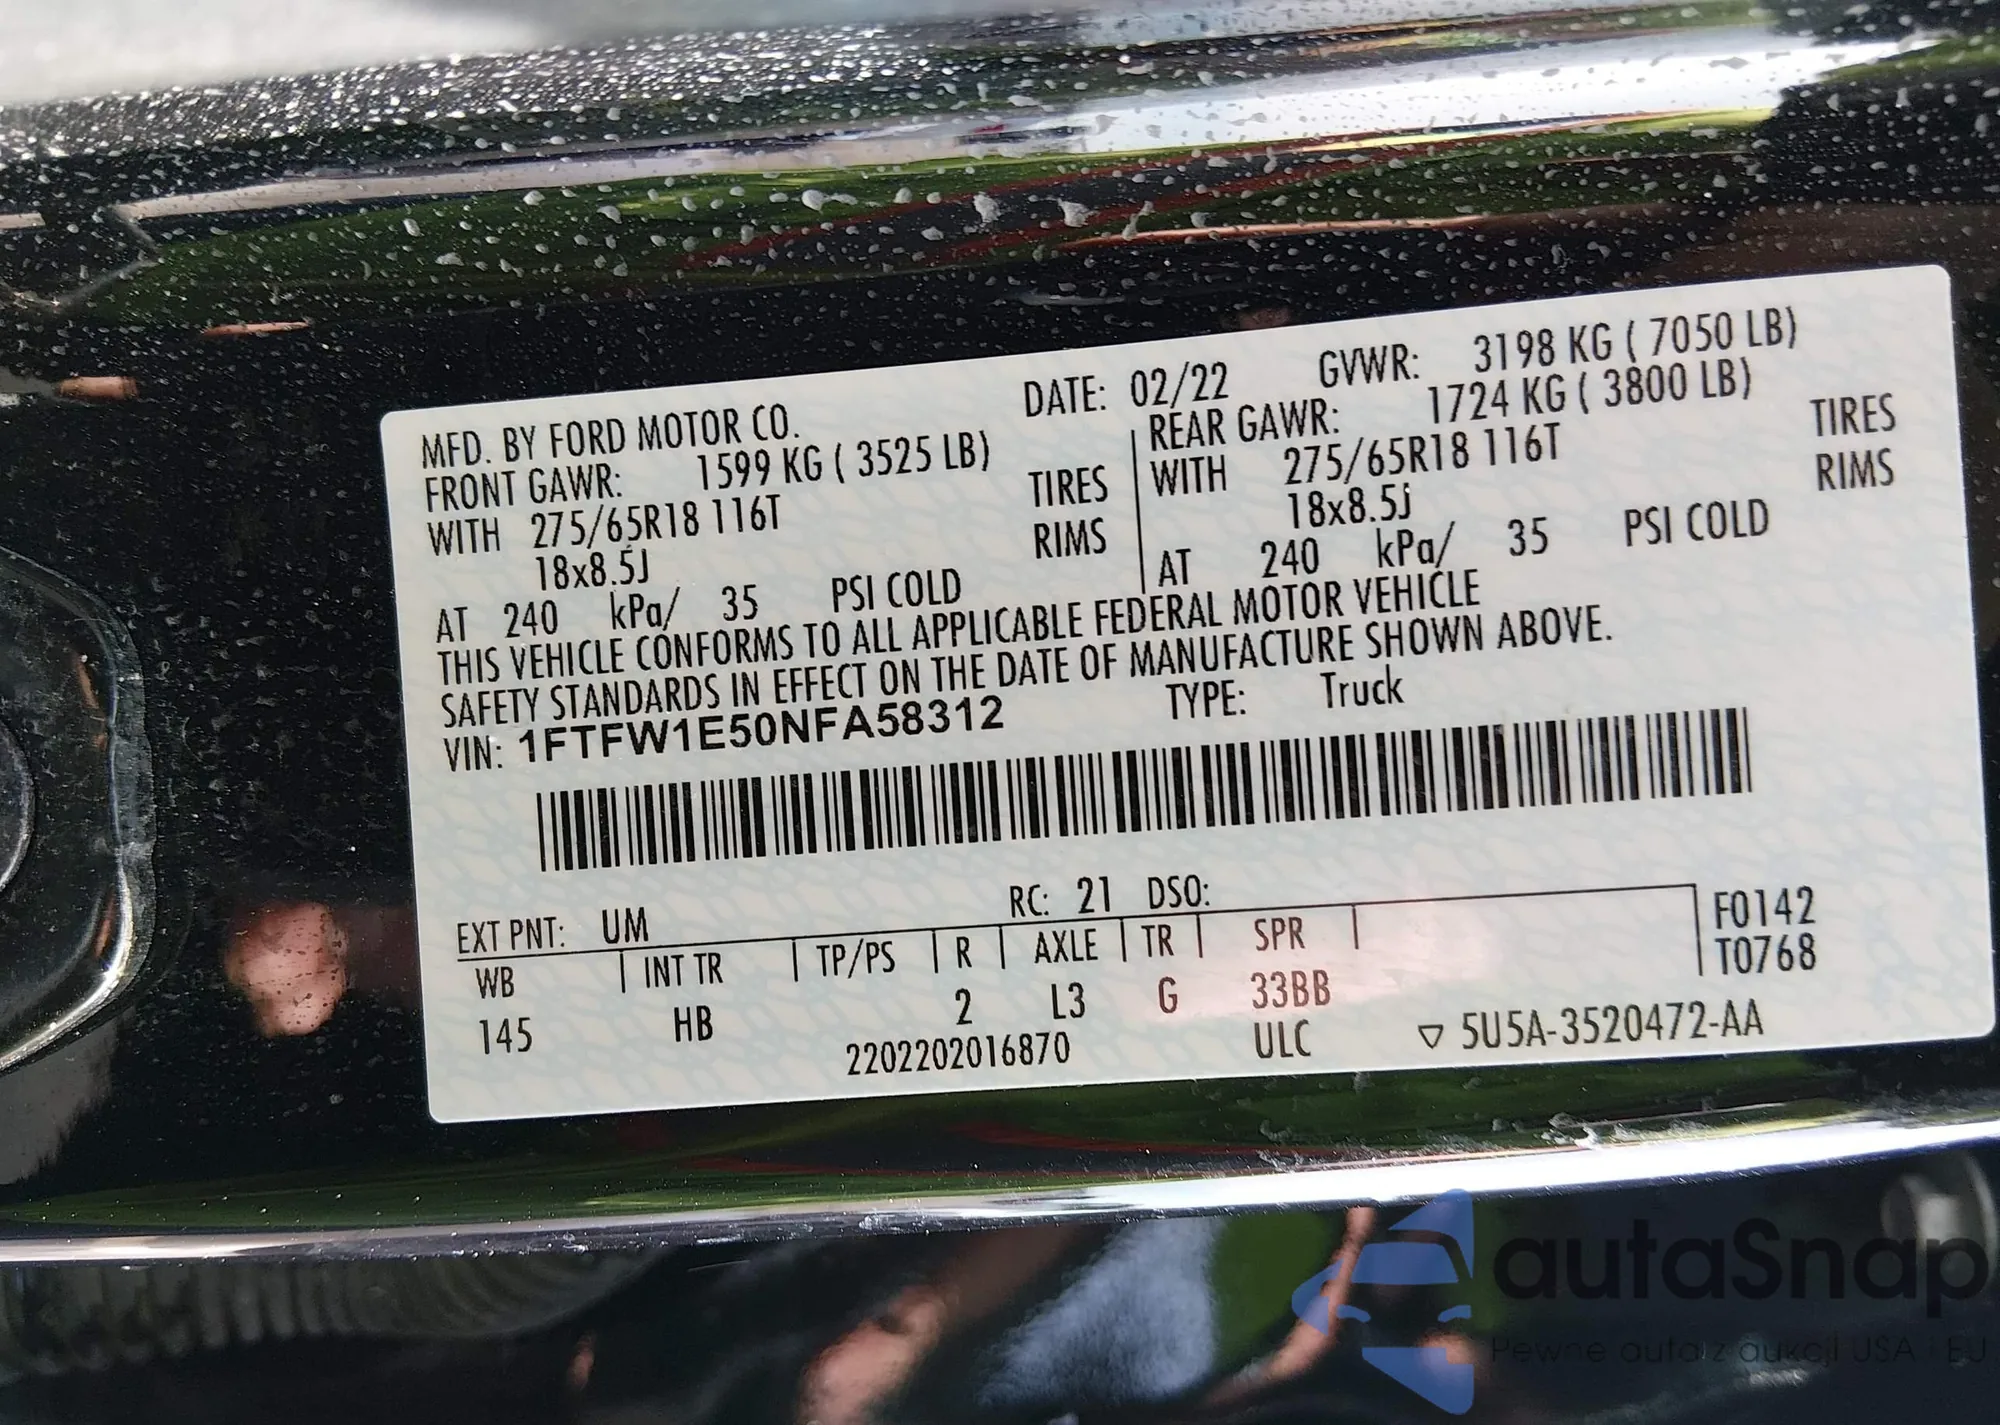 MFD. BY FORD MOTOR CO. DATE: 02/22 GVWR: 3198 KG ( 7050 LB)
FRONT GAWR: 1599 KG ( 3525 LB) REAR GAWR: 1724 KG ( 3800 LB)
WITH 275/65R18 116T TIRES WITH 275/65R18 116T TIRES
18x8.5J RIMS 18x8.5J RIMS
AT 240 kPa/ 35 PSI COLD AT 240 kPa/ 35 PSI COLD
THIS VEHICLE CONFORMS TO ALL APPLICABLE FEDERAL MOTOR VEHICLE
SAFETY STANDARDS IN EFFECT ON THE DATE OF MANUFACTURE SHOWN ABOVE.
VIN: 1FTFW1E50NFA58312 TYPE: Truck
EXT PNT: UM RC: 21 DSO: F0142
WB INT TR TP/PS R AXLE TR SPR T0768
145 HB 2 L3 G 33BB
2202202016870 ULC ▽ 5U5A-3520472-AA
autaSnap
Pewne auta z aukcji USA i EU